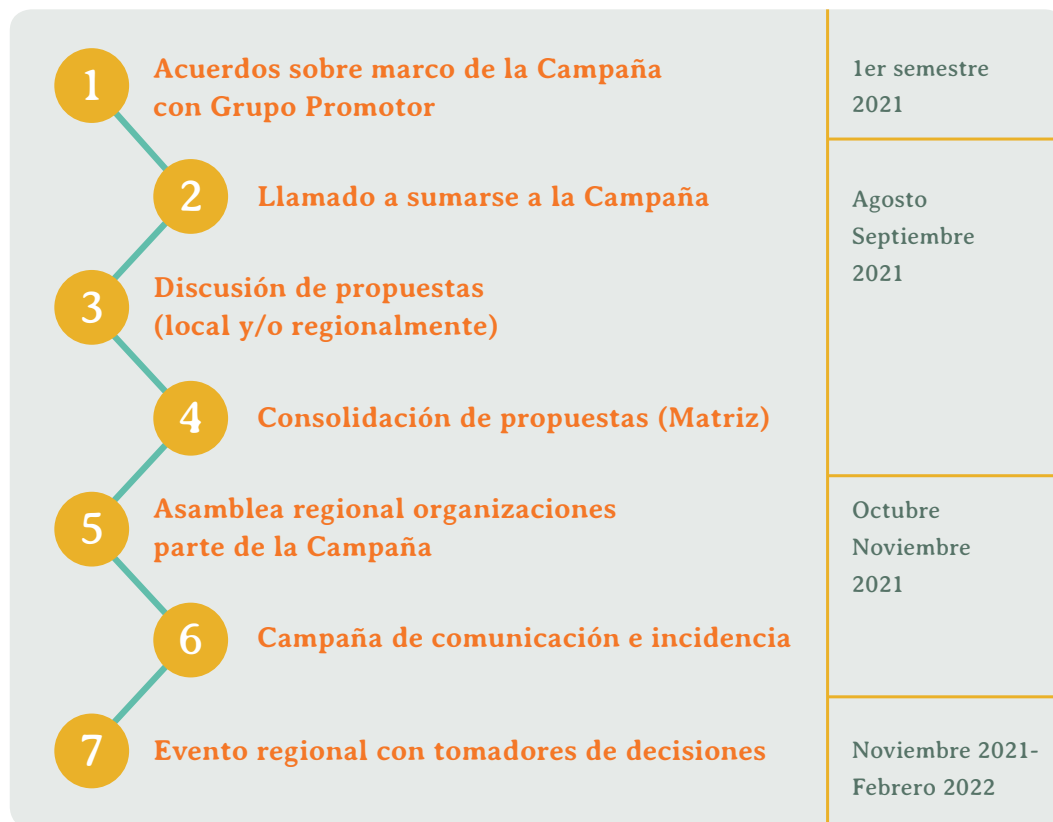 1
Acuerdos sobre marco de la Campaña
con Grupo Promotor
1er semestre
2021
2
Llamado a sumarse a la Campaña
Agosto
Septiembre
2021
3
Discusión de propuestas
(local y/o regionalmente)
4
Consolidación de propuestas (Matriz)
5
Asamblea regional organizaciones
parte de la Campaña
Octubre
Noviembre
2021
6
Campaña de comunicación e incidencia
7
Evento regional con tomadores de decisiones
Noviembre 2021-
Febrero 2022